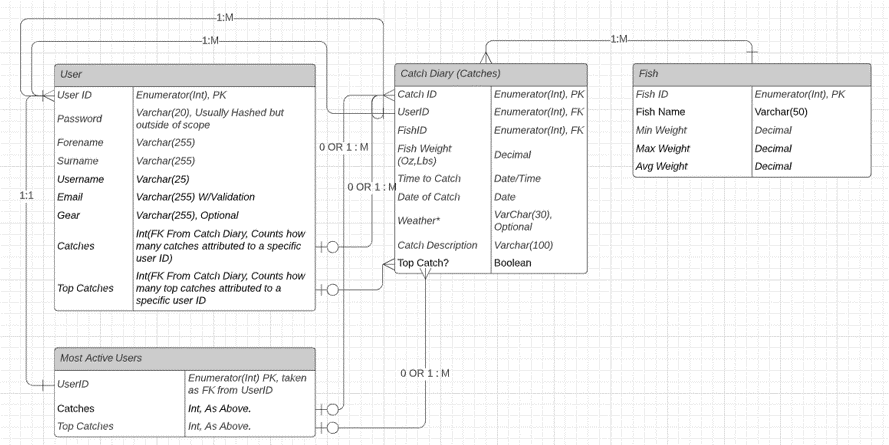 1:M
1:M
1:M
User
User ID Enumerator(Int), PK
Password Varchar(20), Usually Hashed but
outside of scope
Forename Varchar(255)
Surname Varchar(255)
Username Varchar(25)
Email Varchar(255) W/Validation
Gear Varchar(255), Optional
Catches Int(FK From Catch Diary, Counts how
many catches attributed to a specific
user ID)
Top Catches Int(FK From Catch Diary, Counts how
many top catches attributed to a
specific user ID
1:1
0 OR 1 : M
0 OR 1 : M
Catch Diary (Catches)
Catch ID Enumerator(Int), PK
UserID Enumerator(Int), FK
FishID Enumerator(Int), FK
Fish Weight
(Oz,Lbs) Decimal
Time to Catch Date/Time
Date of Catch Date
Weather* VarChar(30),
Optional
Catch Description Varchar(100)
Top Catch? Boolean
Fish
Fish ID Enumerator(Int), PK
Fish Name Varchar(50)
Min Weight Decimal
Max Weight Decimal
Avg Weight Decimal
Most Active Users
UserID Enumerator(Int) PK, taken
as FK from UserID
Catches Int, As Above.
Top Catches Int, As Above.
0 OR 1 : M